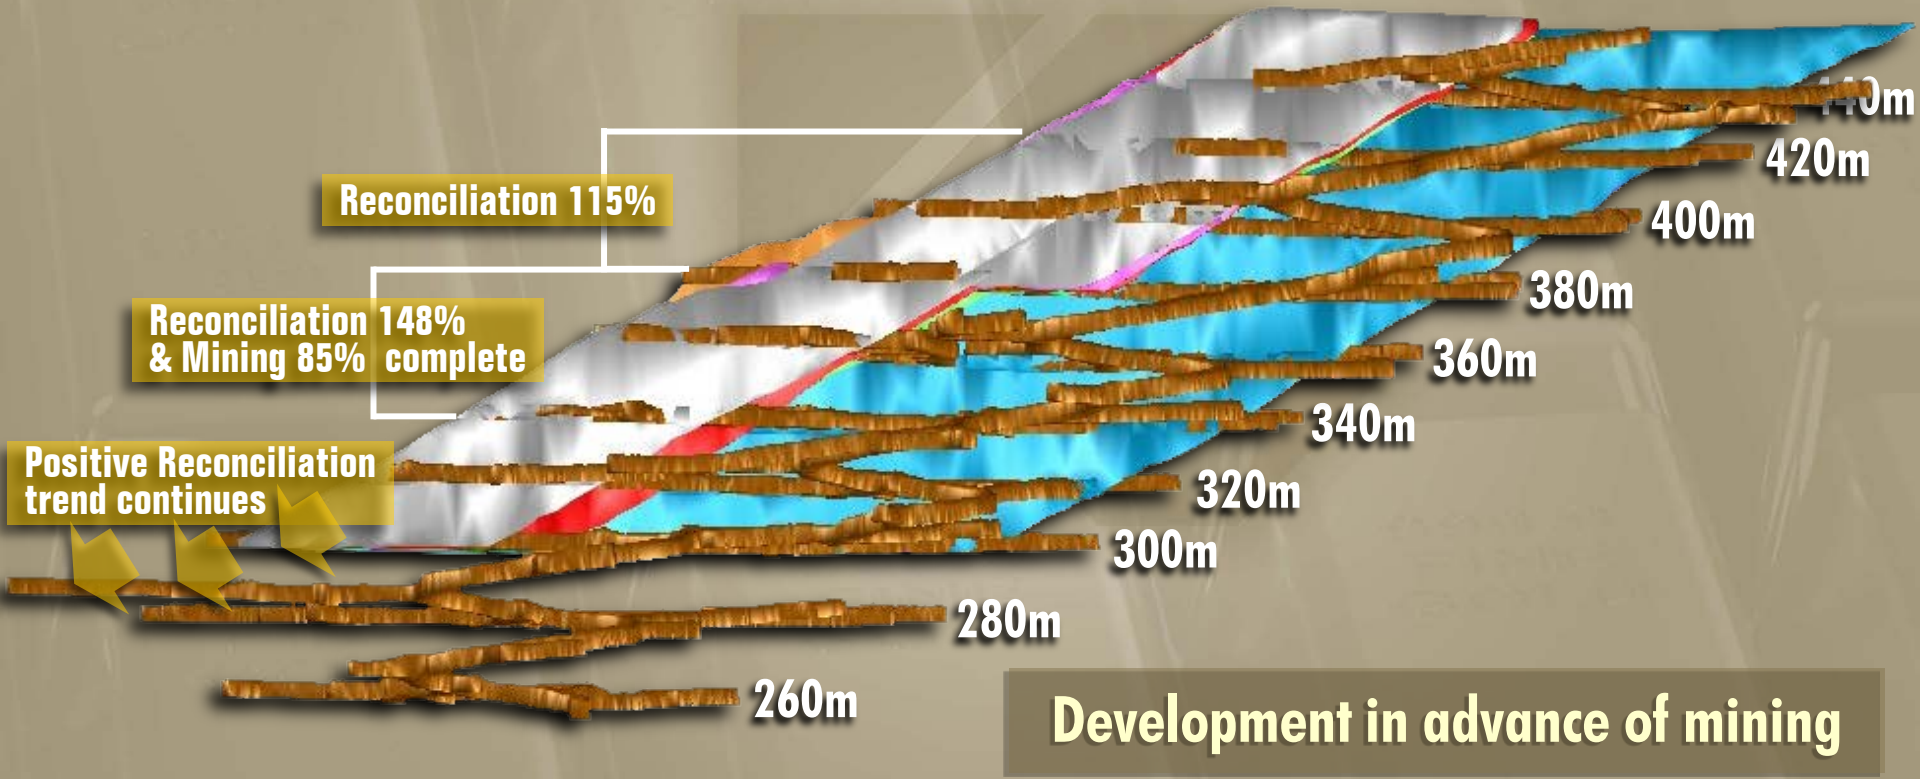 440m
420m
Reconciliation 115%
400m
380m
Reconciliation 148%
& Mining 85% complete
360m
340m
Positive Reconciliation
trend continues
320m
300m
280m
260m
Development in advance of mining